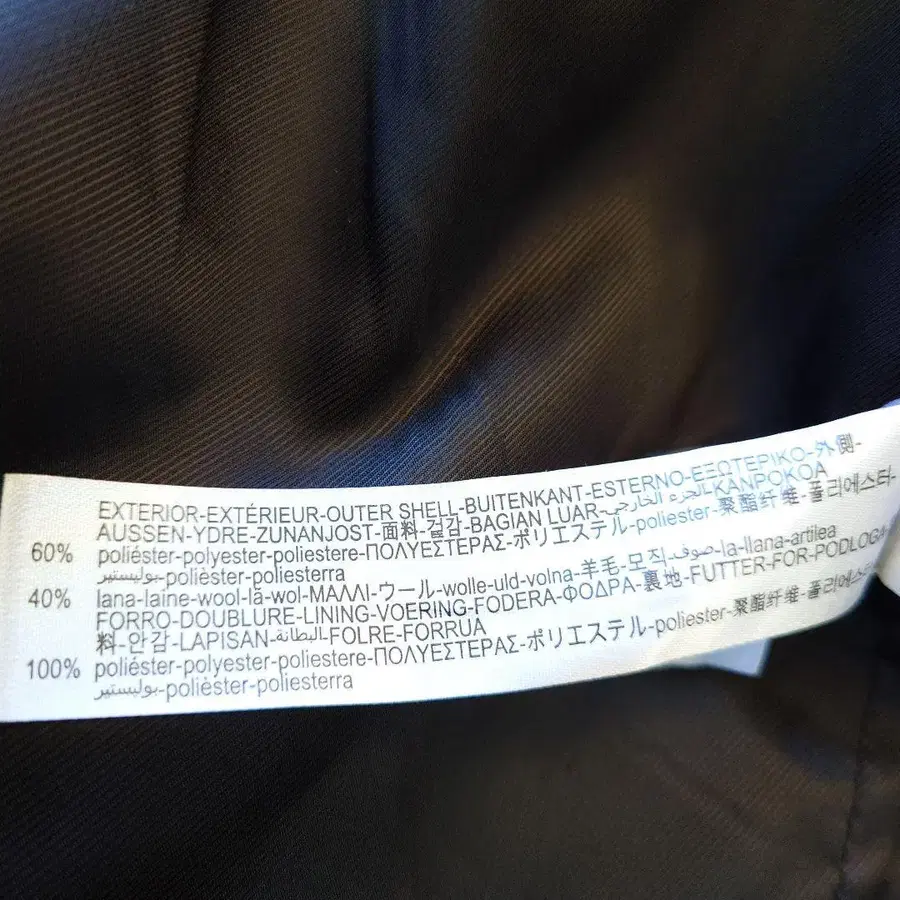 EXTERIOR-EXTÉRIEUR-OUTER SHELL-BUITENKANT-ESTERNO-ΕΞΩΤΕΡΙΚΟ-外側-
AUSSEN-YDRE-ZUNANJOST-面料-겉감-BAGIAN LUAR-الجزء الخارجي-KANPOKOA
60% poliéster-polyester-poliestere-ΠΟΛΥΕΣΤΕΡΑΣ-ポリエステル-poliester-聚酯纤维-폴리에스터-
بوليستير-polièster-poliesterra
40% lana-laine-wool-lã-wol-ΜΑΛΛΙ-ウール-wolle-uld-volna-羊毛-모직-صوف-la-llana-artilea
FORRO-DOUBLURE-LINING-VOERING-FODERA-ΦΟΔΡΑ-裏地-FUTTER-FOR-PODLOGA-
料-안감-LAPISAN-البطانة-FOLRE-FORRUA
100% poliéster-polyester-poliestere-ΠΟΛΥΕΣΤΕΡΑΣ-ポリエステル-poliester-聚酯纤维-폴리에스터
بوليستير-polièster-poliesterra